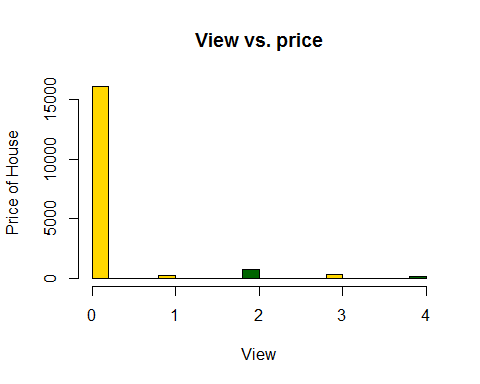 View vs. price
Price of House
15000
10000
5000
0
0 1 2 3 4
View